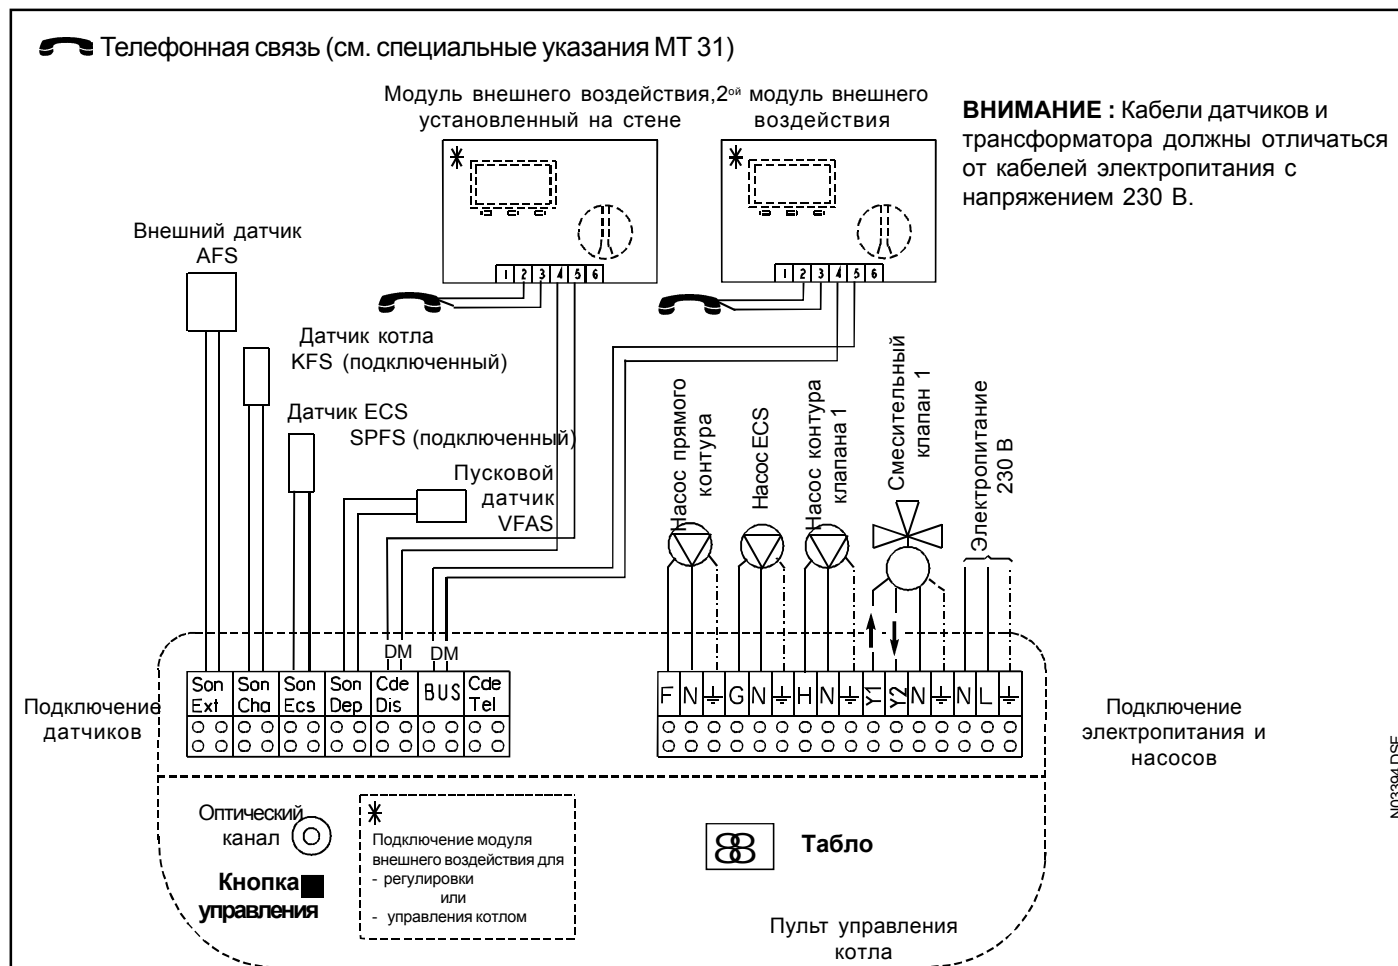 Телефонная связь (см. специальные указания МТ 31)
Модуль внешнего воздействия,
установленный на стене
2ой модуль внешнего
воздействия
ВНИМАНИЕ : Кабели датчиков и
трансформатора должны отличаться
от кабелей электропитания с
напряжением 230 В.
1 2 3 4 5 6
1 2 3 4 5 6
Внешний датчик
AFS
Датчик котла
KFS (подключенный)
Датчик ECS
SPFS (подключенный)
Пусковой
датчик
VFAS
Насос прямого
контура
Насос ECS
Насос контура
клапана 1
Смесительный
клапан 1
Электропитание
230 В
DM
DM
Подключение
датчиков
Son Ext
Son Cha
Son Ecs
Son Dep
Cde Dis
BUS
Cde Tel
F N G N H N Y1 Y2 N N L
Подключение
электропитания и
насосов
N03394 DSF
Оптический
канал
Кнопка
управления
Подключение модуля
внешнего воздействия для
- регулировки
или
- управления котлом
88
Табло
Пульт управления
котла